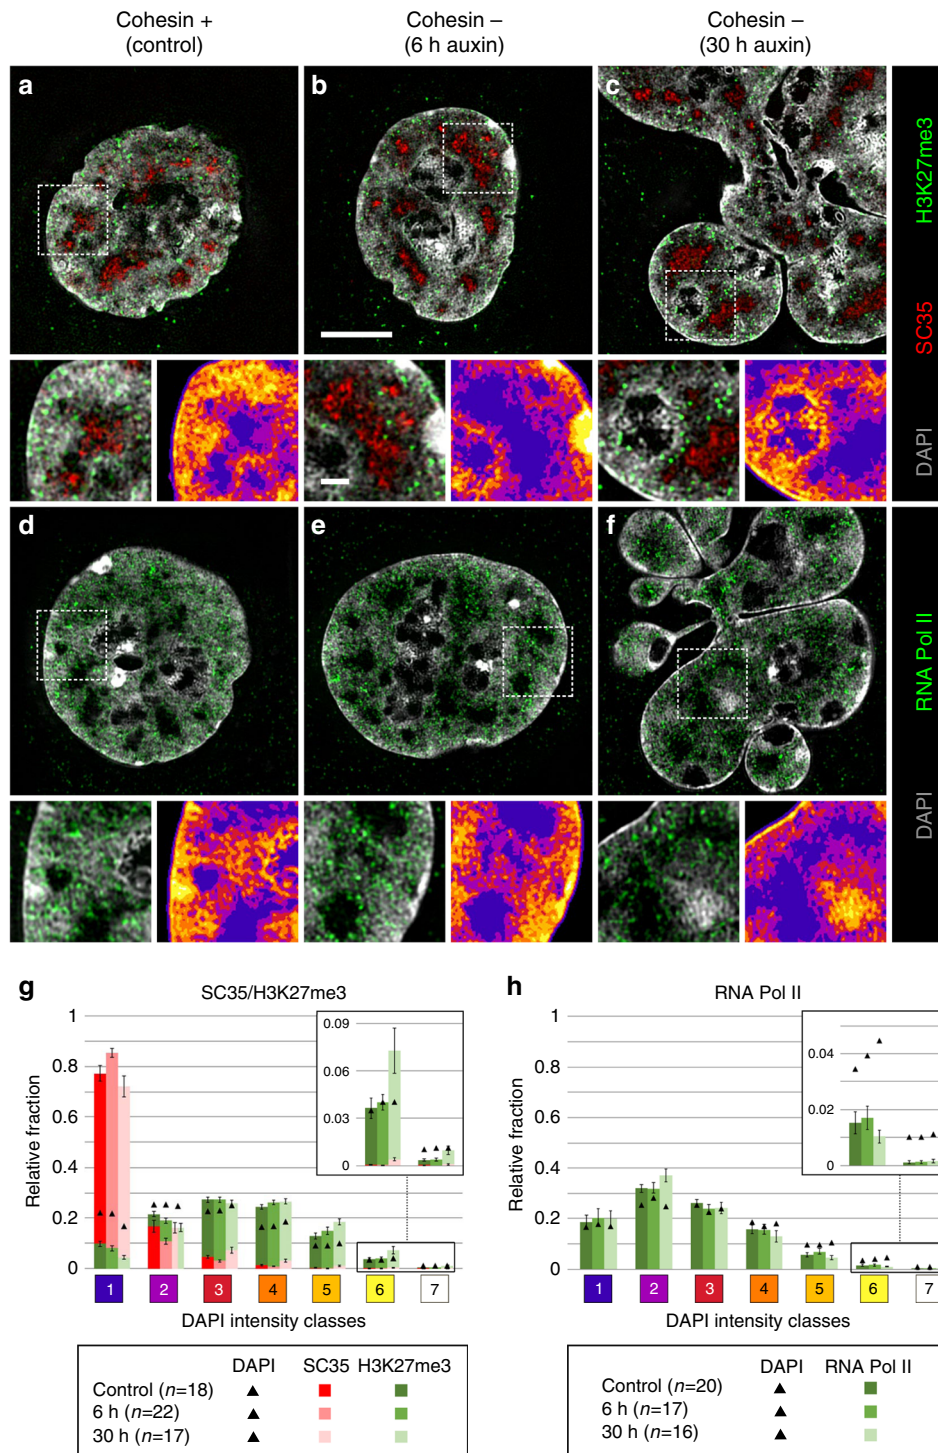 Cohesin +
(control)
Cohesin –
(6 h auxin)
Cohesin –
(30 h auxin)
a
b
c
H3K27me3
SC35
DAPI
d
e
f
RNA Pol II
DAPI
g
SC35/H3K27me3
Relative fraction
1
0.8
0.6
0.4
0.2
0
0.09
0.06
0.03
0
1 2 3 4 5 6 7
DAPI intensity classes
DAPI SC35 H3K27me3
Control (n=18)
6 h (n=22)
30 h (n=17)
h
RNA Pol II
Relative fraction
1
0.8
0.6
0.4
0.2
0
0.04
0.02
0
1 2 3 4 5 6 7
DAPI intensity classes
DAPI RNA Pol II
Control (n=20)
6 h (n=17)
30 h (n=16)